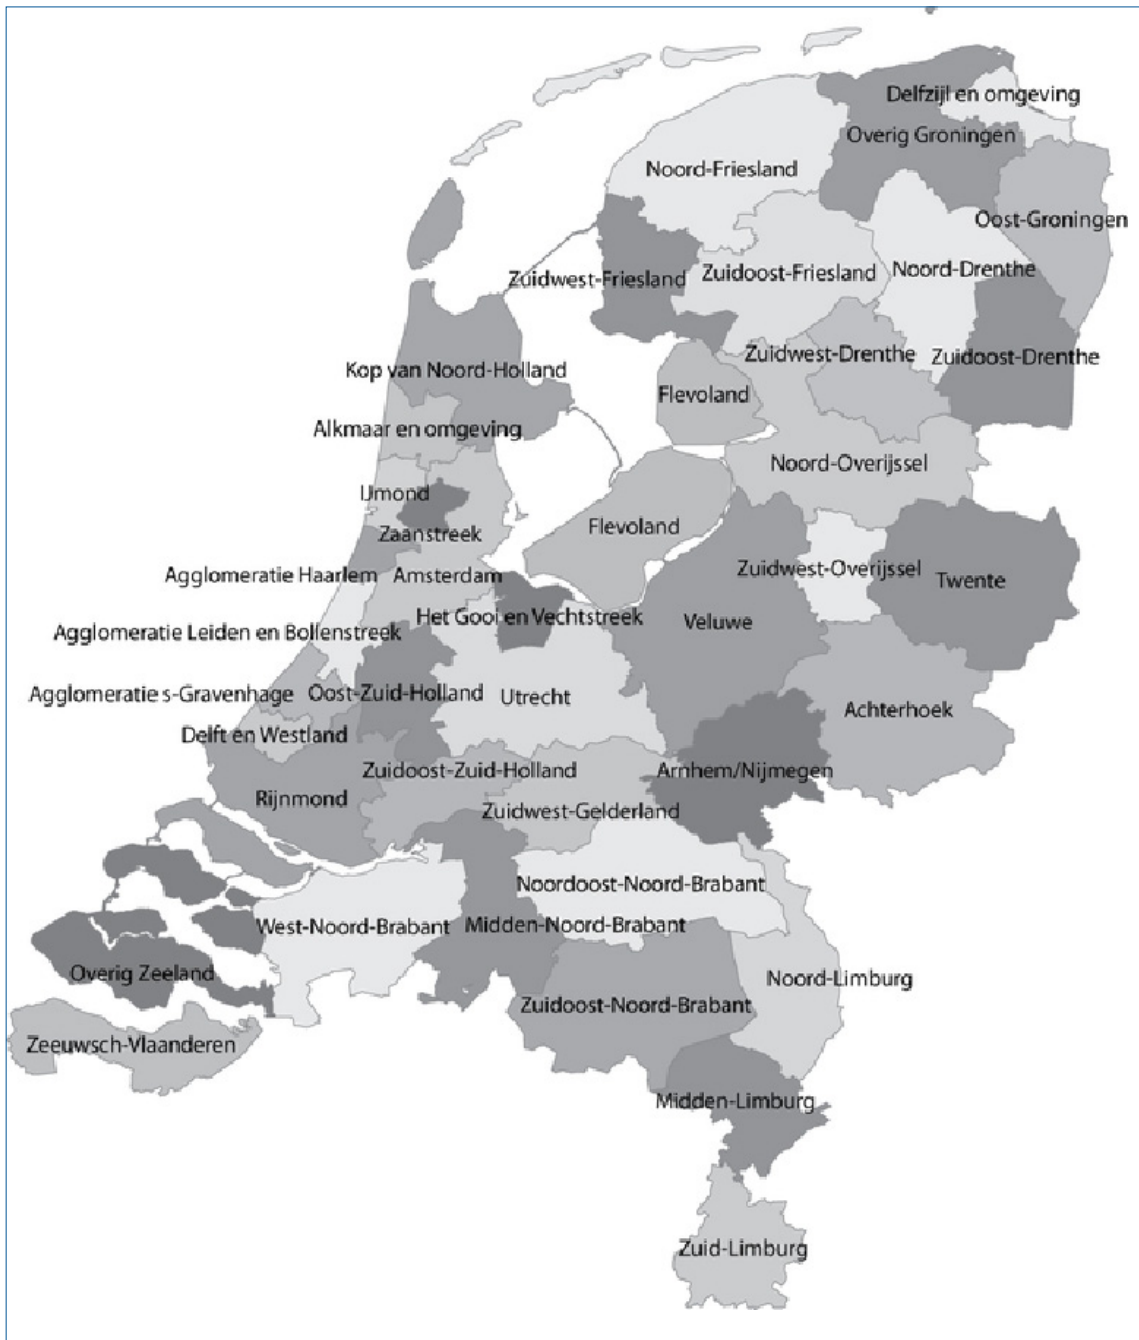 Delfzijl en omgeving
Overig Groningen
Noord-Friesland
Oost-Groningen
Zuidwest-Friesland
Zuidoost-Friesland
Noord-Drenthe
Zuidwest-Drenthe
Zuidoost-Drenthe
Kop van Noord-Holland
Flevoland
Alkmaar en omgeving
Noord-Overijssel
IJmond
Zaanstreek
Flevoland
Agglomeratie Haarlem
Amsterdam
Zuidwest-Overijssel
Twente
Het Gooi en Vechtstreek
Veluwe
Agglomeratie Leiden en Bollenstreek
Agglomeratie s-Gravenhage
Oost-Zuid-Holland
Utrecht
Achterhoek
Delft en Westland
Zuidoost-Zuid-Holland
Arnhem/Nijmegen
Rijnmond
Zuidwest-Gelderland
Noordoost-Noord-Brabant
West-Noord-Brabant
Midden-Noord-Brabant
Overig Zeeland
Noord-Limburg
Zuidoost-Noord-Brabant
Zeeuwsch-Vlaanderen
Midden-Limburg
Zuid-Limburg